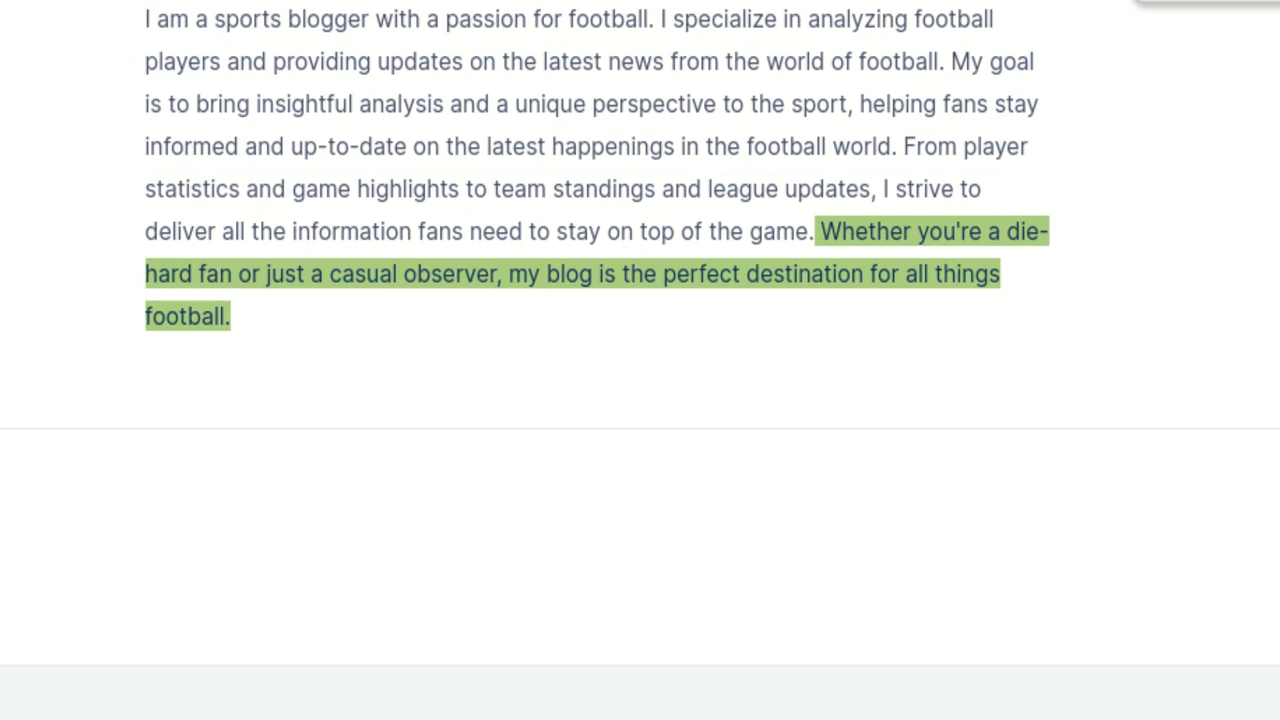 I am a sports blogger with a passion for football. I specialize in analyzing football
players and providing updates on the latest news from the world of football. My goal
is to bring insightful analysis and a unique perspective to the sport, helping fans stay
informed and up-to-date on the latest happenings in the football world. From player
statistics and game highlights to team standings and league updates, I strive to
deliver all the information fans need to stay on top of the game. Whether you're a die-
hard fan or just a casual observer, my blog is the perfect destination for all things
football.